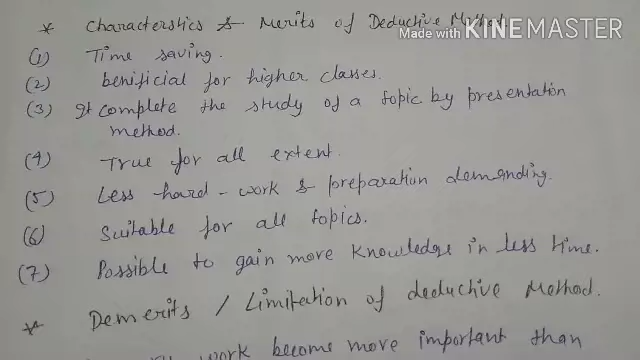 * Characterstics & Merits of Deductive Method.
Made with KINEMASTER
(1) Time saving.
(2) benificial for higher classes.
(3) It complete the study of a topic by presentation
method.
(4) True for all extent.
(5) Less hard-work & preparation demanding.
(6) Suitable for all topics.
(7) Possible to gain more knowledge in less time.
* Demerits / Limitation of deductive Method.
work become more important than